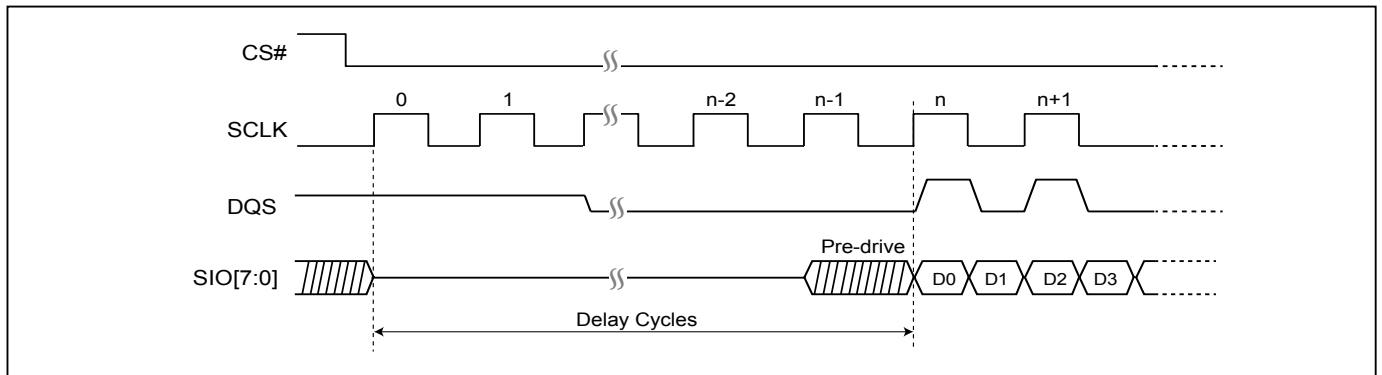 CS#
0 1 n-2 n-1 n n+1
SCLK
DQS
Pre-drive
SIO[7:0] D0 D1 D2 D3
Delay Cycles